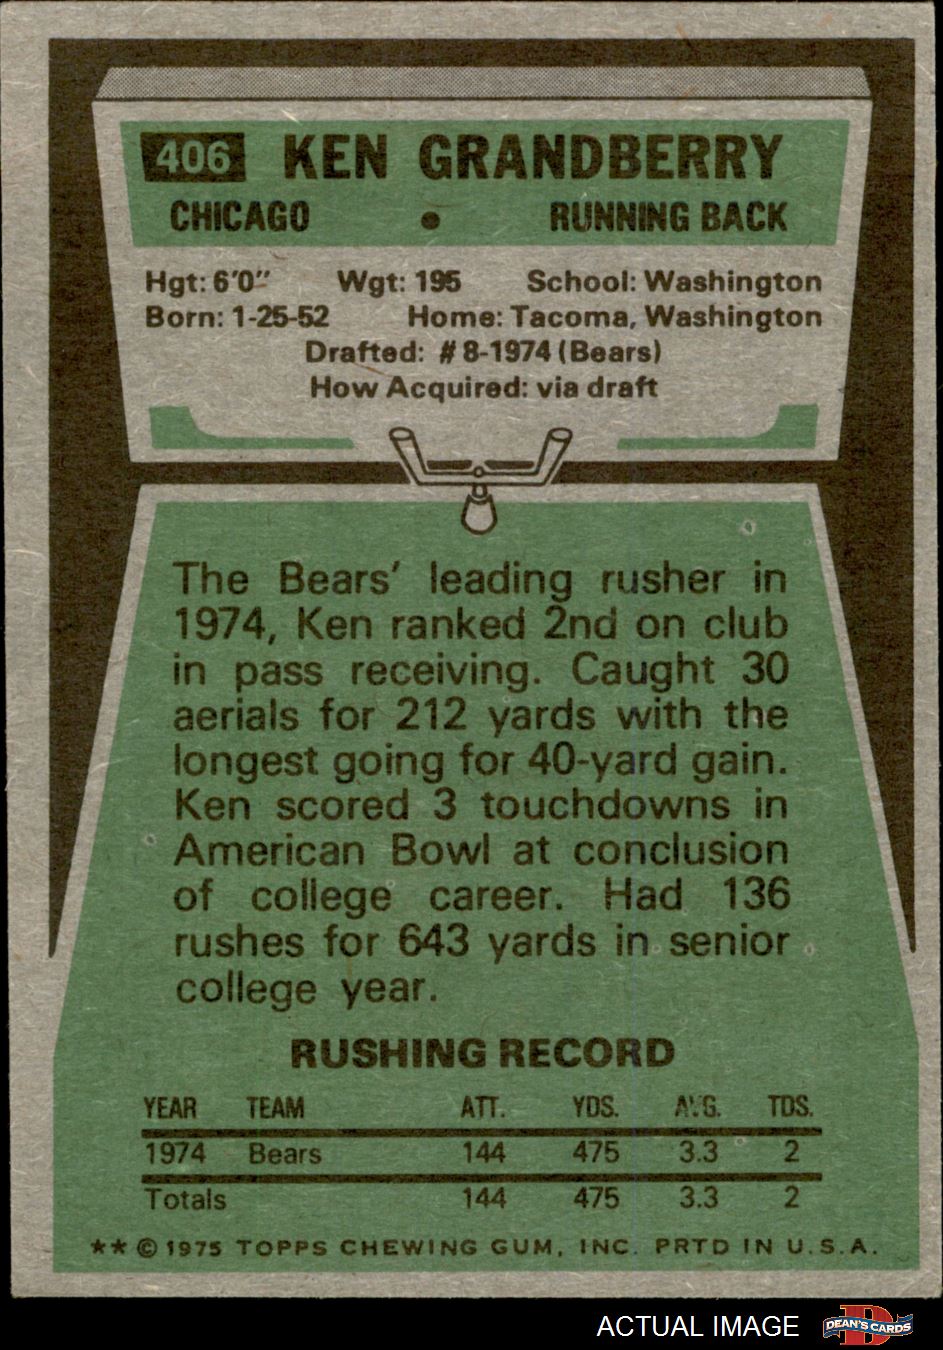 406 KEN GRANDBERRY
CHICAGO • RUNNING BACK
Hgt: 6'0" Wgt: 195 School: Washington
Born: 1-25-52 Home: Tacoma, Washington
Drafted: #8-1974 (Bears)
How Acquired: via draft
The Bears' leading rusher in
1974, Ken ranked 2nd on club
in pass receiving. Caught 30
aerials for 212 yards with the
longest going for 40-yard gain.
Ken scored 3 touchdowns in
American Bowl at conclusion
of college career. Had 136
rushes for 643 yards in senior
college year.
RUSHING RECORD
YEAR TEAM ATT. YDS. AVG. TDS.
1974 Bears 144 475 3.3 2
Totals 144 475 3.3 2
**©1975 TOPPS CHEWING GUM, INC. PRTD IN U.S.A.
ACTUAL IMAGE DEAN'S CARDS